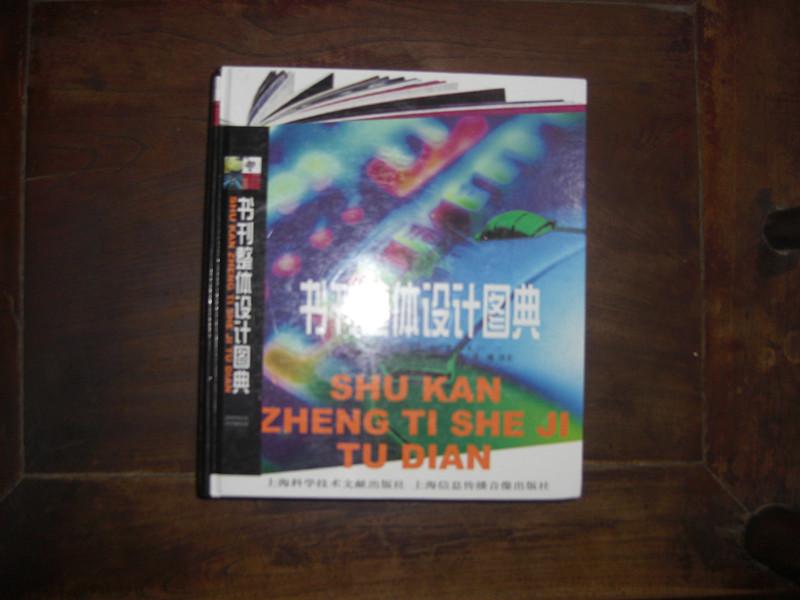 书刊整体设计图典
SHU KAN ZHENG TI SHE JI TU DIAN
书刊整体设计图典
SHU KAN
ZHENG TI SHE JI
TU DIAN
上海科学技术文献出版社 上海信息传播音像出版社